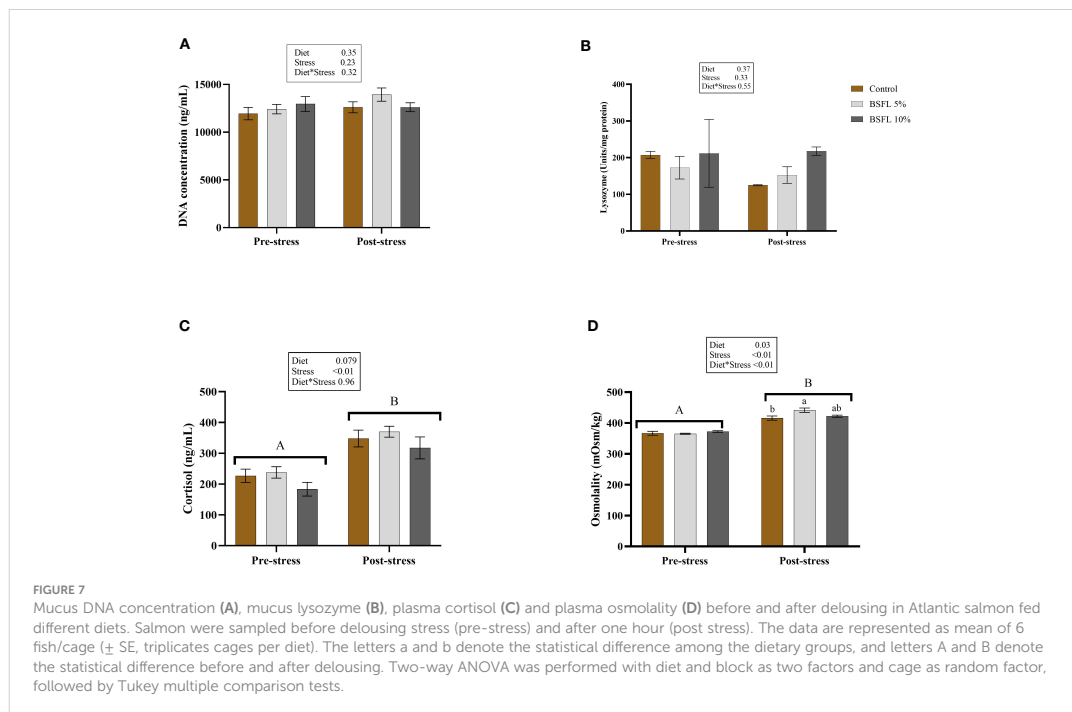 A
Diet 0.35
Stress 0.23
Diet*Stress 0.32
15000
10000
5000
0
DNA concentration (ng/mL)
Pre-stress Post-stress
B
Diet 0.37
Stress 0.33
Diet*Stress 0.55
400
300
200
100
0
Lysozyme (Units/mg protein)
Pre-stress Post-stress
Control
BSFL 5%
BSFL 10%
C
Diet 0.079
Stress <0.01
Diet*Stress 0.96
500
400
300
200
100
0
Cortisol (ng/mL)
A
B
Pre-stress Post-stress
D
Diet 0.03
Stress <0.01
Diet*Stress <0.01
500
400
300
200
100
0
Osmolality (mOsm/kg)
A
B
b a ab
Pre-stress Post-stress
FIGURE 7
Mucus DNA concentration (A), mucus lysozyme (B), plasma cortisol (C) and plasma osmolality (D) before and after delousing in Atlantic salmon fed
different diets. Salmon were sampled before delousing stress (pre-stress) and after one hour (post stress). The data are represented as mean of 6
fish/cage (± SE, triplicates cages per diet). The letters a and b denote the statistical difference among the dietary groups, and letters A and B denote
the statistical difference before and after delousing. Two-way ANOVA was performed with diet and block as two factors and cage as random factor,
followed by Tukey multiple comparison tests.